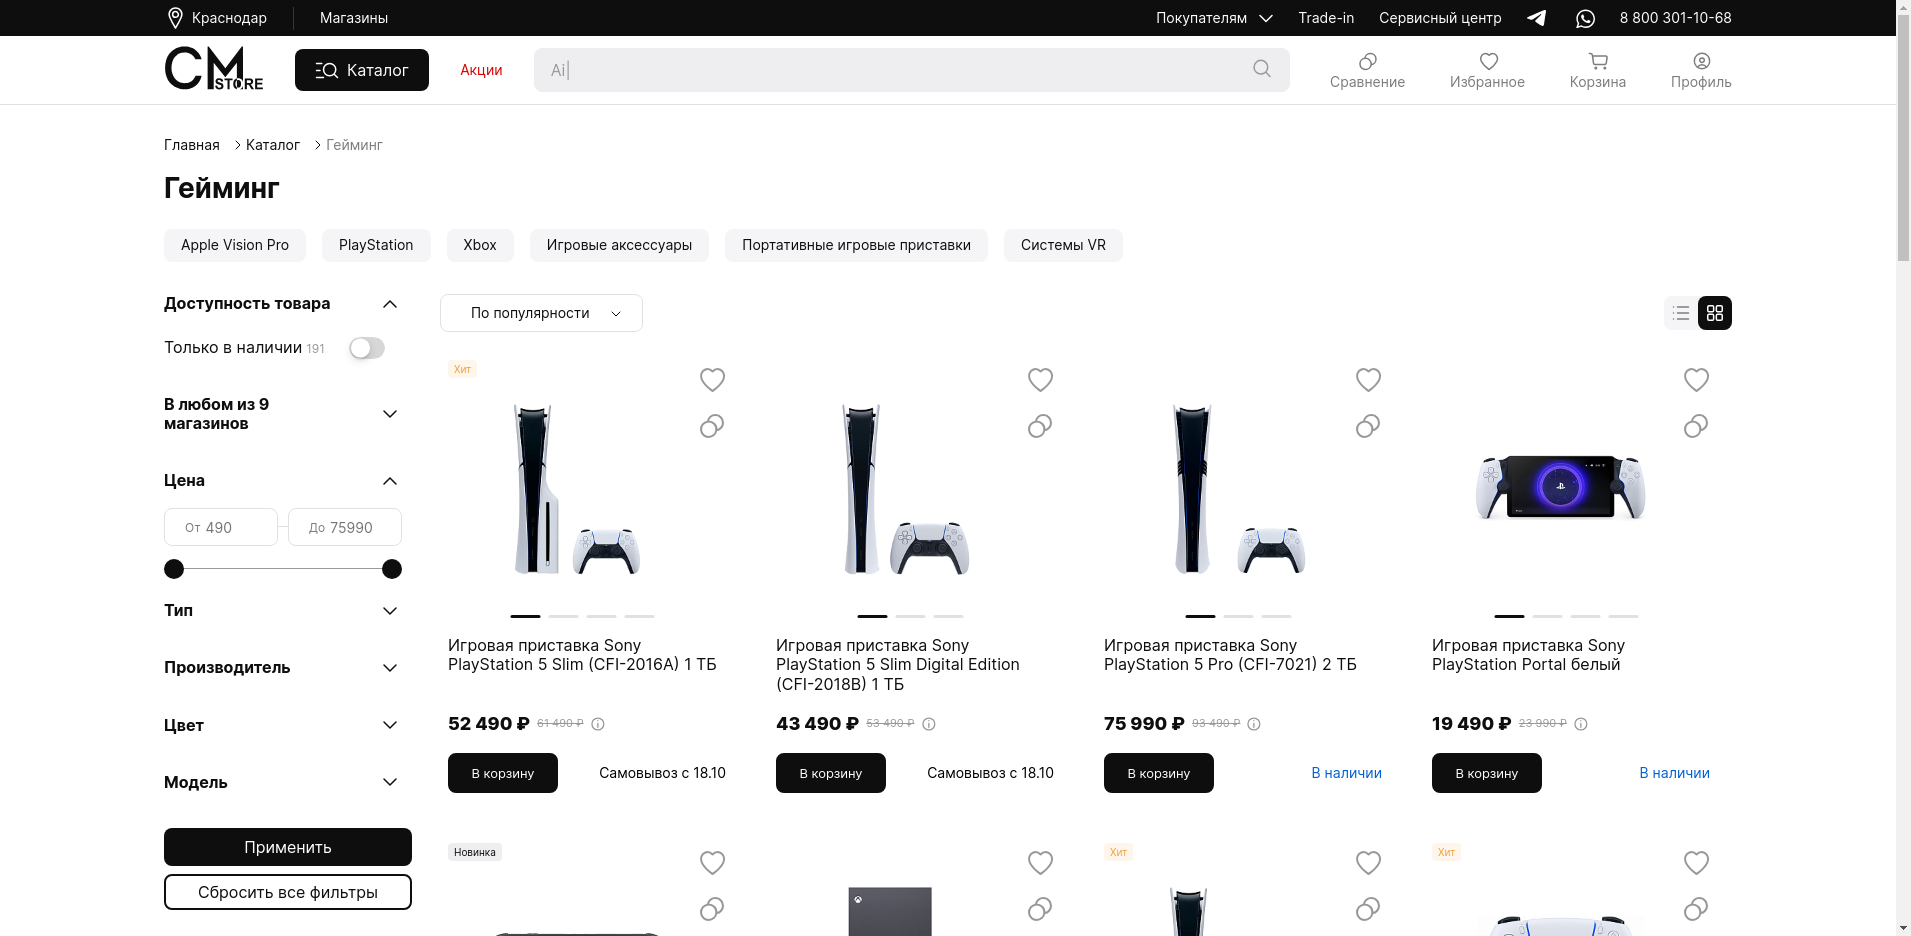 Краснодар
Магазины
Покупателям
Trade-in
Сервисный центр
8 800 301-10-68
CM STORE
Каталог
Акции
Ai|
Сравнение
Избранное
Корзина
Профиль
Главная
Каталог
Гейминг
Гейминг
Apple Vision Pro
PlayStation
Xbox
Игровые аксессуары
Портативные игровые приставки
Системы VR
Доступность товара
Только в наличии 191
В любом из 9
магазинов
Цена
От 490
До 75990
Тип
Производитель
Цвет
Модель
Применить
Сбросить все фильтры
По популярности
Хит
Игровая приставка Sony
PlayStation 5 Slim (CFI-2016A) 1 ТБ
52 490 ₽ 61 490 ₽
В корзину
Самовывоз с 18.10
Игровая приставка Sony
PlayStation 5 Slim Digital Edition
(CFI-2018B) 1 ТБ
43 490 ₽ 53 490 ₽
В корзину
Самовывоз с 18.10
Игровая приставка Sony
PlayStation 5 Pro (CFI-7021) 2 ТБ
75 990 ₽ 93 490 ₽
В корзину
В наличии
Игровая приставка Sony
PlayStation Portal белый
19 490 ₽ 23 990 ₽
В корзину
В наличии
Новинка
Хит
Хит